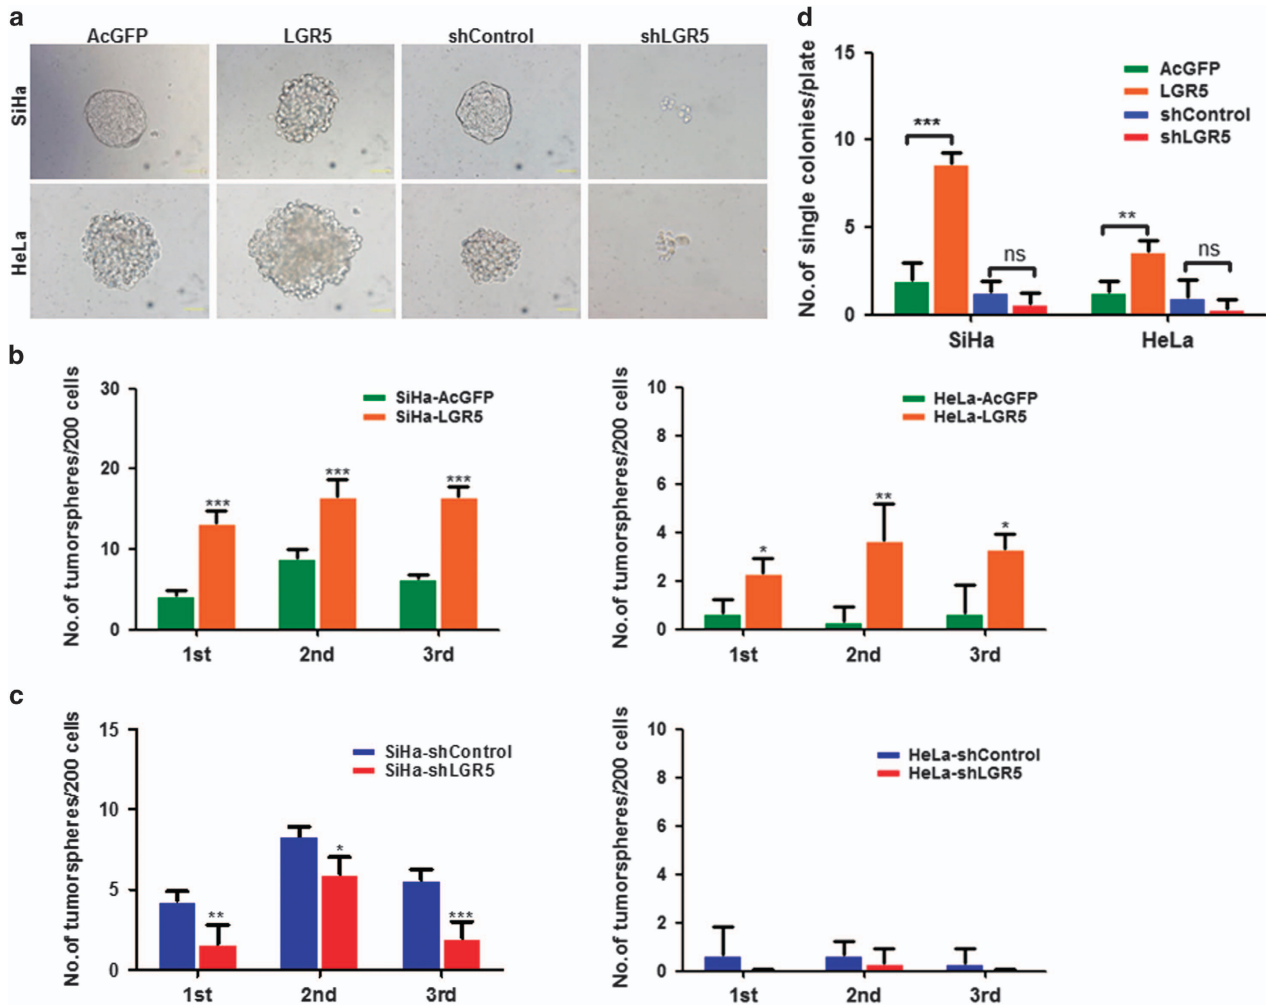 a
AcGFP LGR5 shControl shLGR5
SiHa
HeLa
d
No.of single colonies/plate
15
10
5
0
AcGFP
LGR5
shControl
shLGR5
***
ns
**
ns
SiHa HeLa
b
No.of tumorspheres/200 cells
30
20
10
0
SiHa-AcGFP
SiHa-LGR5
*** *** ***
1st 2nd 3rd
No.of tumorspheres/200 cells
10
8
6
4
2
0
HeLa-AcGFP
HeLa-LGR5
* ** *
1st 2nd 3rd
c
No.of tumorspheres/200 cells
15
10
5
0
SiHa-shControl
SiHa-shLGR5
** * ***
1st 2nd 3rd
No.of tumorspheres/200 cells
10
8
6
4
2
0
HeLa-shControl
HeLa-shLGR5
1st 2nd 3rd